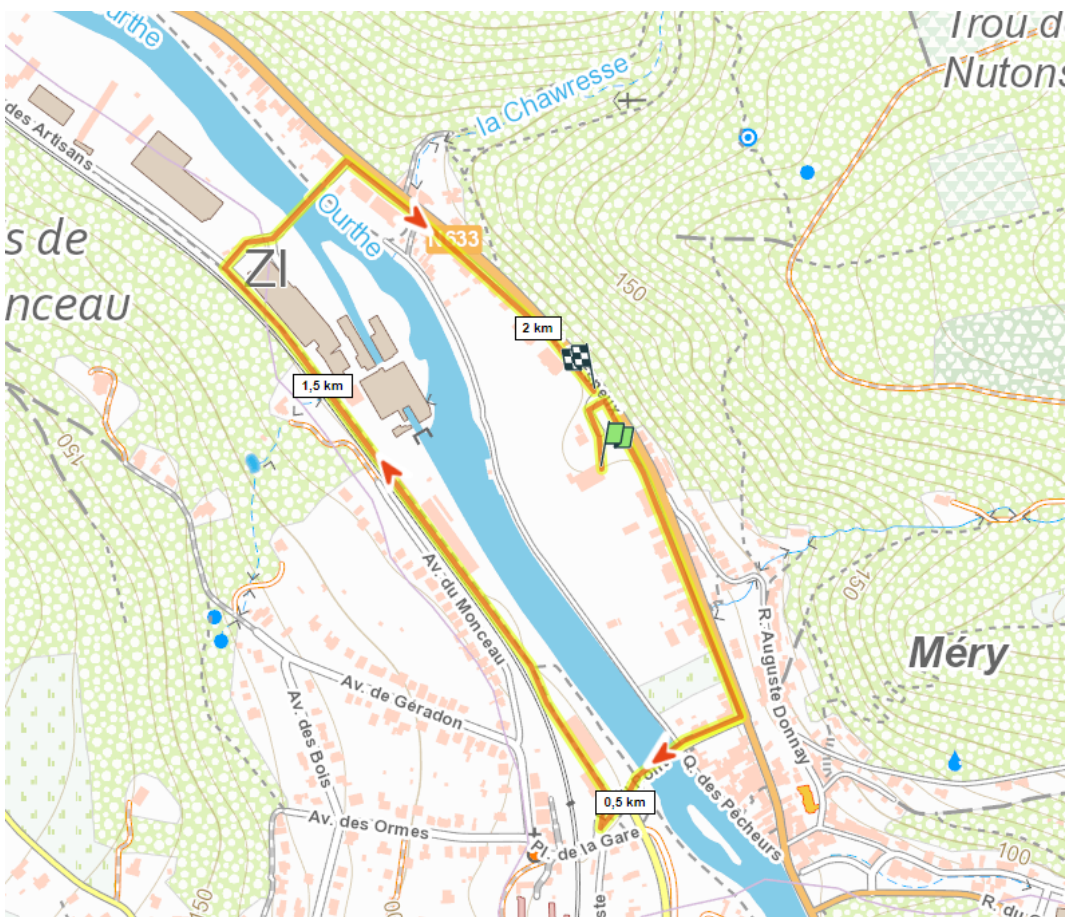 Ourthe
Trou d
Nutons
la Chawresse
des Artisans
Ourthe
s de
ZI
N633
nceau
150
2 km
1,5 km
150
Av. du Monceau
150
R. Auguste Donnay
Méry
Av. de Géradon
Av. des Bois
Q. des Pêcheurs
0,5 km
Av. des Ormes
Pl. de la Gare
100
150
R. du